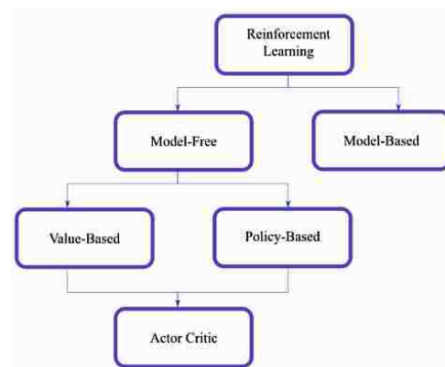 Reinforcement
Learning
Model-Free
Model-Based
Value-Based
Policy-Based
Actor Critic